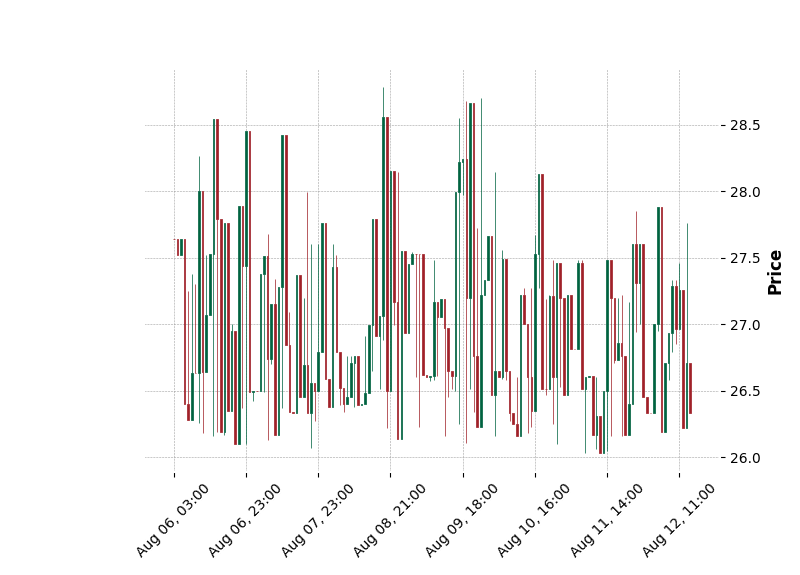 28.5
28.0
27.5
27.0
26.5
26.0
Price
Aug 06, 03:00
Aug 06, 23:00
Aug 07, 23:00
Aug 08, 21:00
Aug 09, 18:00
Aug 10, 16:00
Aug 11, 14:00
Aug 12, 11:00